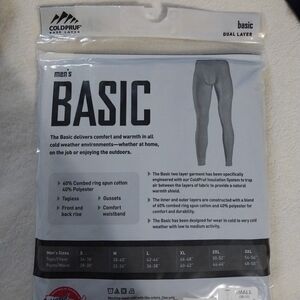 COLDPRUF
BASE LAYER
basic
DUAL LAYER
men's
BASIC
The Basic delivers comfort and warmth in all
cold weather environments—whether at home,
on the job or enjoying the outdoors.
60% Combed ring spun cotton
40% Polyester
Tagless
Gussets
Front and
back rise
Comfort
waistband
The Basic two layer garment has been specifically
engineered with our ColdPruf Insulation System to trap
air between the layers of fabric to provide a natural
warmth shield.
The inner and outer layers are constructed with a blend
of 60% combed ring spun cotton and 40% polyester for
comfort and durability.
The Basic has been designed for wear in cold to very cold
weather with low to medium activity.
Men's Sizes S M L XL 2XL 3XL
SMALL